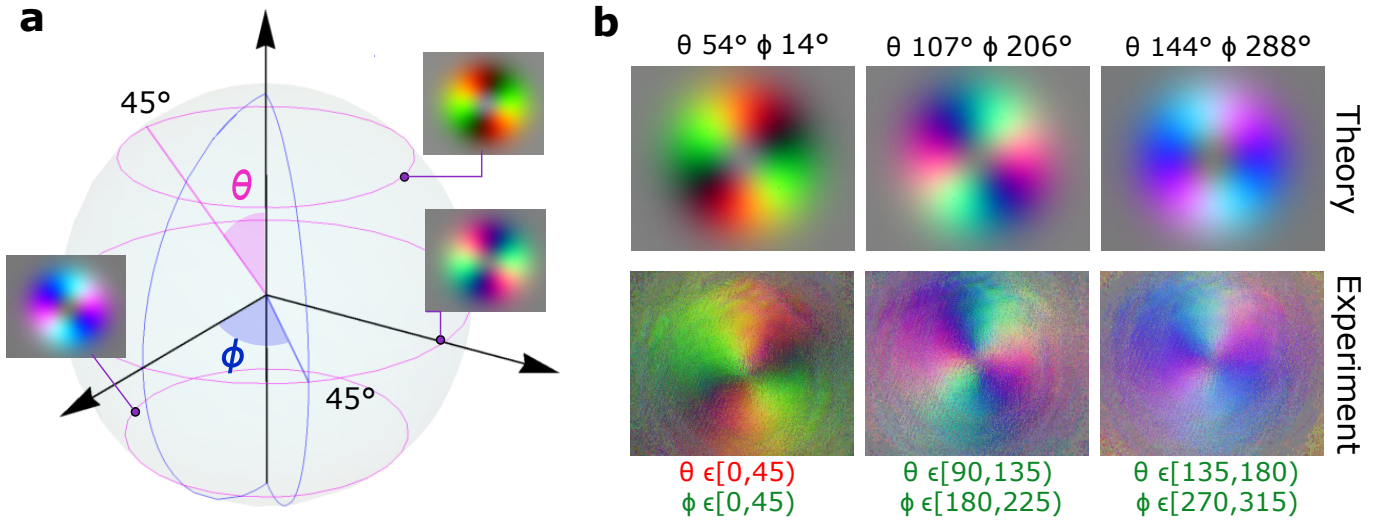 a
45°
θ
ϕ
45°
b
θ 54° ϕ 14°
θ 107° ϕ 206°
θ 144° ϕ 288°
Theory
Experiment
θ ϵ[0,45)
ϕ ϵ[0,45)
θ ϵ[90,135)
ϕ ϵ[180,225)
θ ϵ[135,180)
ϕ ϵ[270,315)